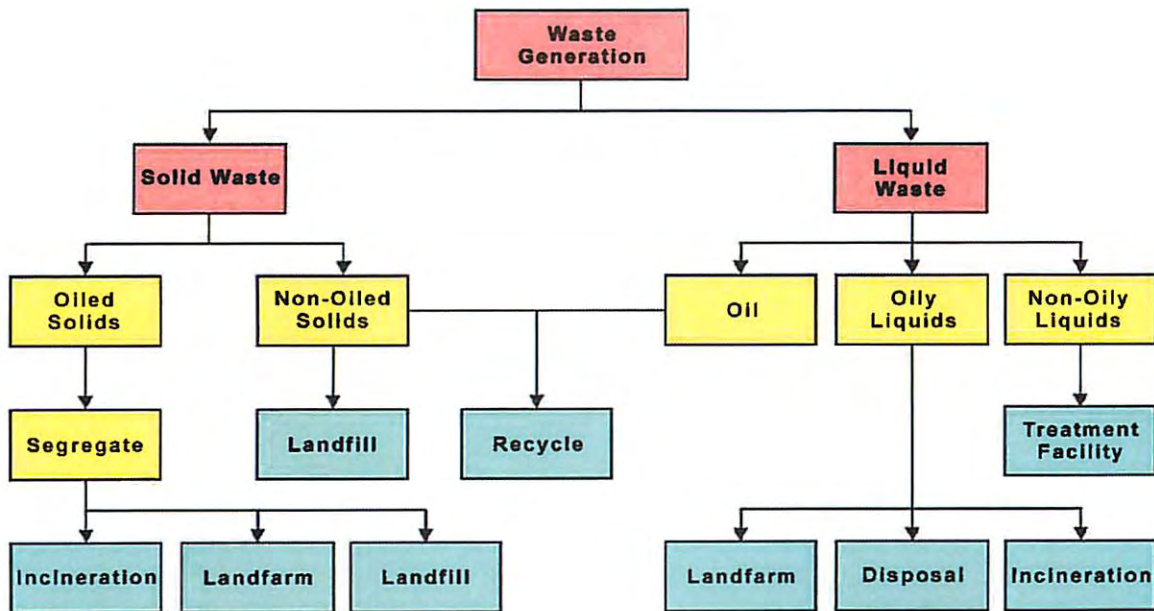 Waste
Generation
Solid Waste
Liquid
Waste
Oiled
Solids
Non-Oiled
Solids
Oil
Oily
Liquids
Non-Oily
Liquids
Segregate
Landfill
Recycle
Treatment
Facility
Incineration
Landfarm
Landfill
Landfarm
Disposal
Incineration